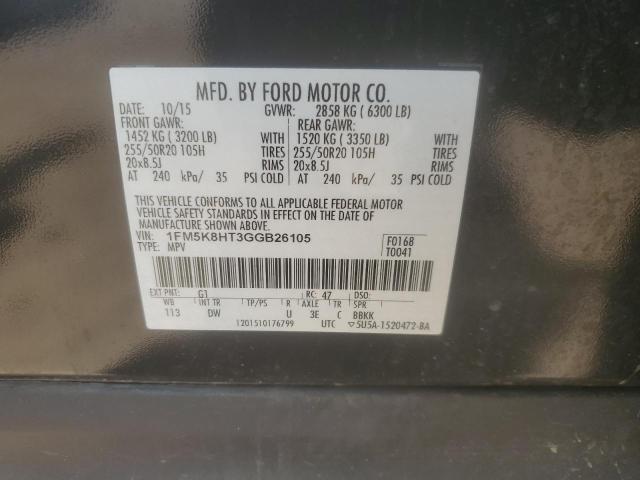 MFD. BY FORD MOTOR CO.
DATE: 10/15 GVWR: 2858 KG ( 6300 LB)
FRONT GAWR: REAR GAWR:
1452 KG ( 3200 LB) WITH 1520 KG ( 3350 LB) WITH
255/50R20 105H TIRES 255/50R20 105H TIRES
20x8.5J RIMS 20x8.5J RIMS
AT 240 kPa/ 35 PSI COLD AT 240 kPa/ 35 PSI COLD
THIS VEHICLE CONFORMS TO ALL APPLICABLE FEDERAL MOTOR
VEHICLE SAFETY STANDARDS IN EFFECT ON THE DATE OF
MANUFACTURE SHOWN ABOVE.
VIN: 1FM5K8HT3GGB26105 F0168
TYPE: MPV T0041
EXT PNT: G1 RC: 47 DSO:
WB INT TR TP/PS R AXLE TR SPR
113 DW U 3E C BBKK
1201510176799 UTC ▽5U5A-1520472-BA